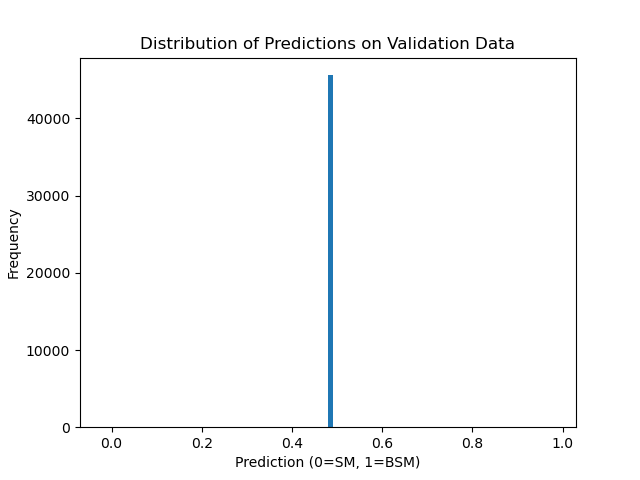 Distribution of Predictions on Validation Data
Frequency
40000
30000
20000
10000
0
0.0 0.2 0.4 0.6 0.8 1.0
Prediction (0=SM, 1=BSM)